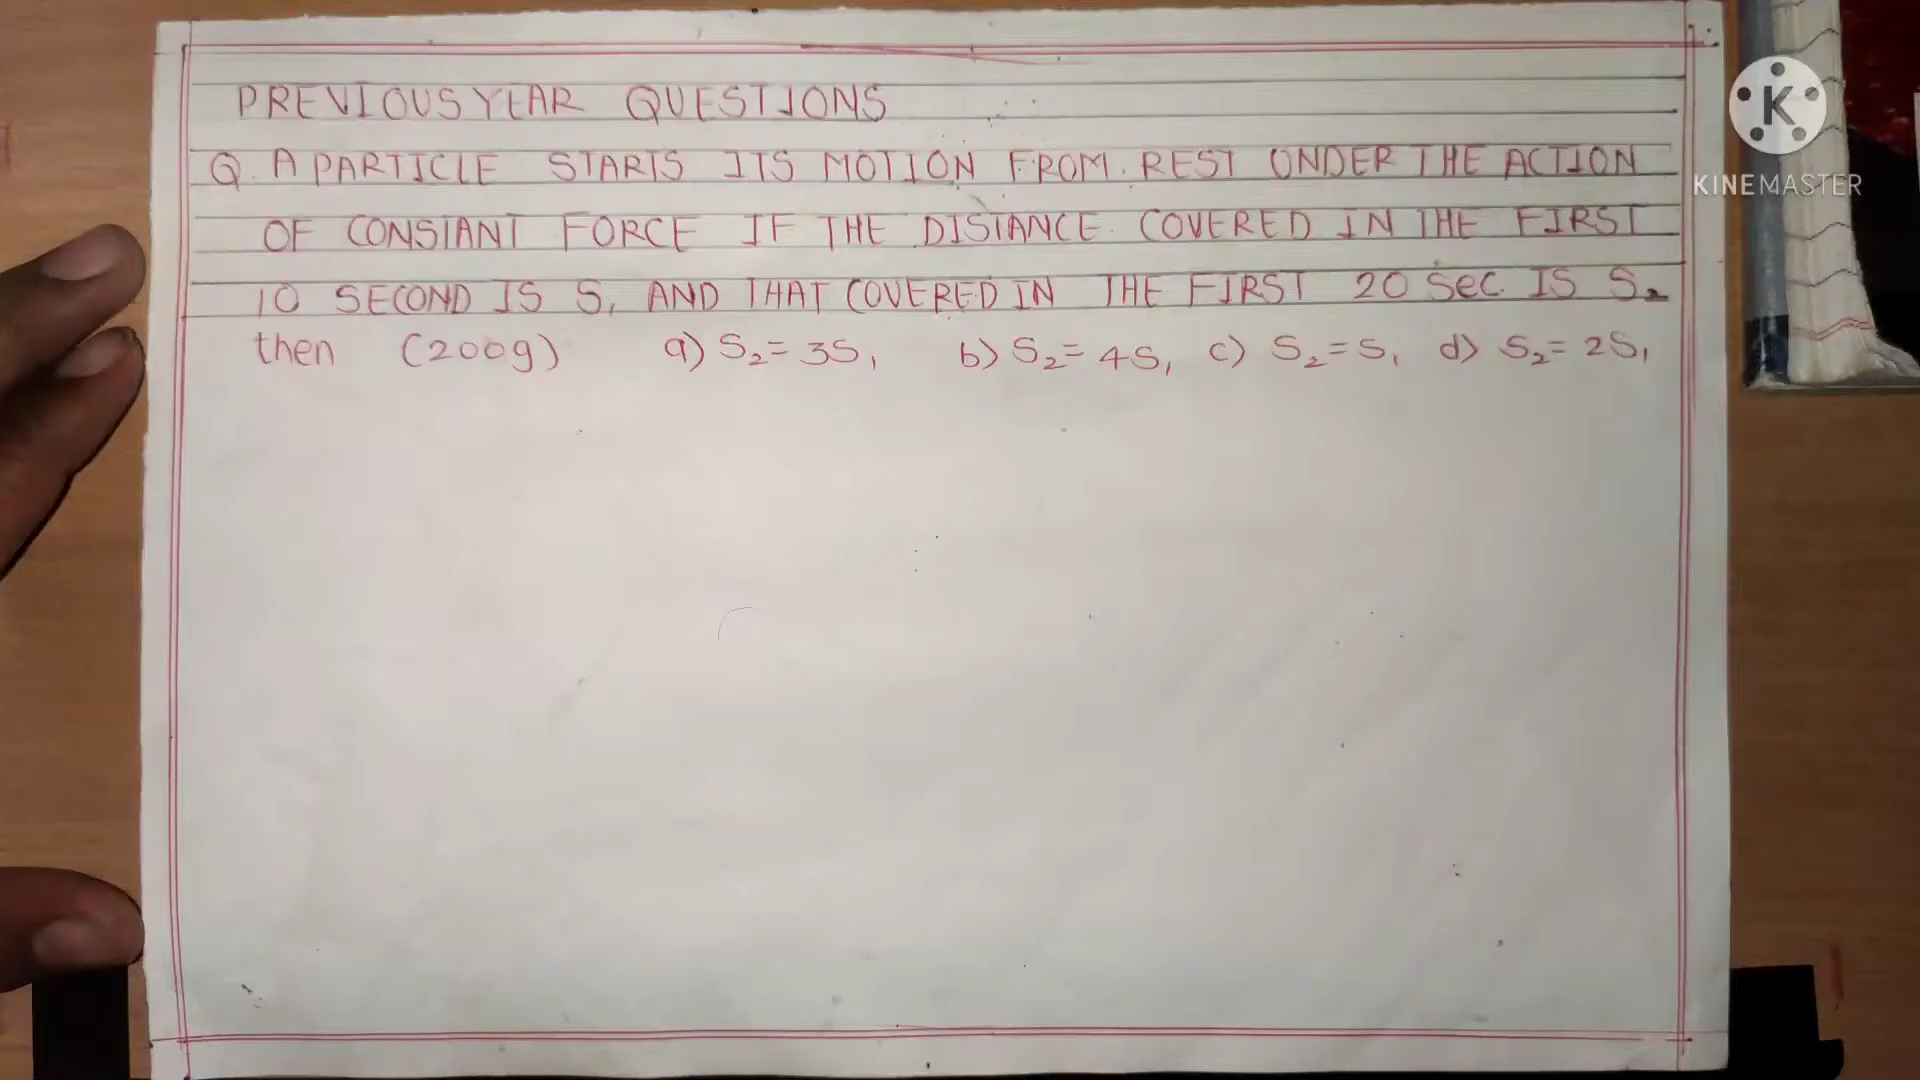 PREVIOUS YEAR QUESTIONS
Q. A PARTICLE STARTS ITS MOTION FROM REST UNDER THE ACTION
OF CONSTANT FORCE IF THE DISTANCE COVERED IN THE FIRST
10 SECOND IS S₁ AND THAT COVERED IN THE FIRST 20 SEC. IS S₂
then (2009) a) S₂ = 3S₁ b) S₂ = 4S₁ c) S₂ = S₁ d) S₂ = 2S₁
K
KINEMASTER